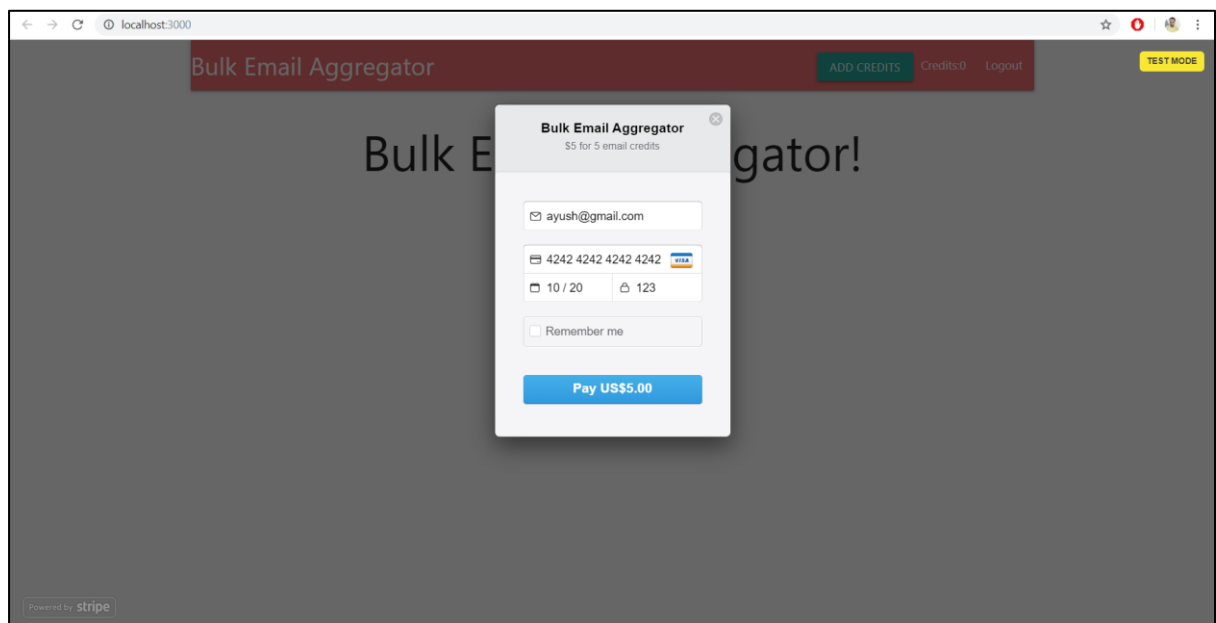 localhost:3000
Bulk Email Aggregator
ADD CREDITS Credits:0 Logout
TEST MODE
Bulk E gator!
Bulk Email Aggregator
$5 for 5 email credits
ayush@gmail.com
4242 4242 4242 4242 VISA
10 / 20 123
Remember me
Pay US$5.00
Powered by stripe